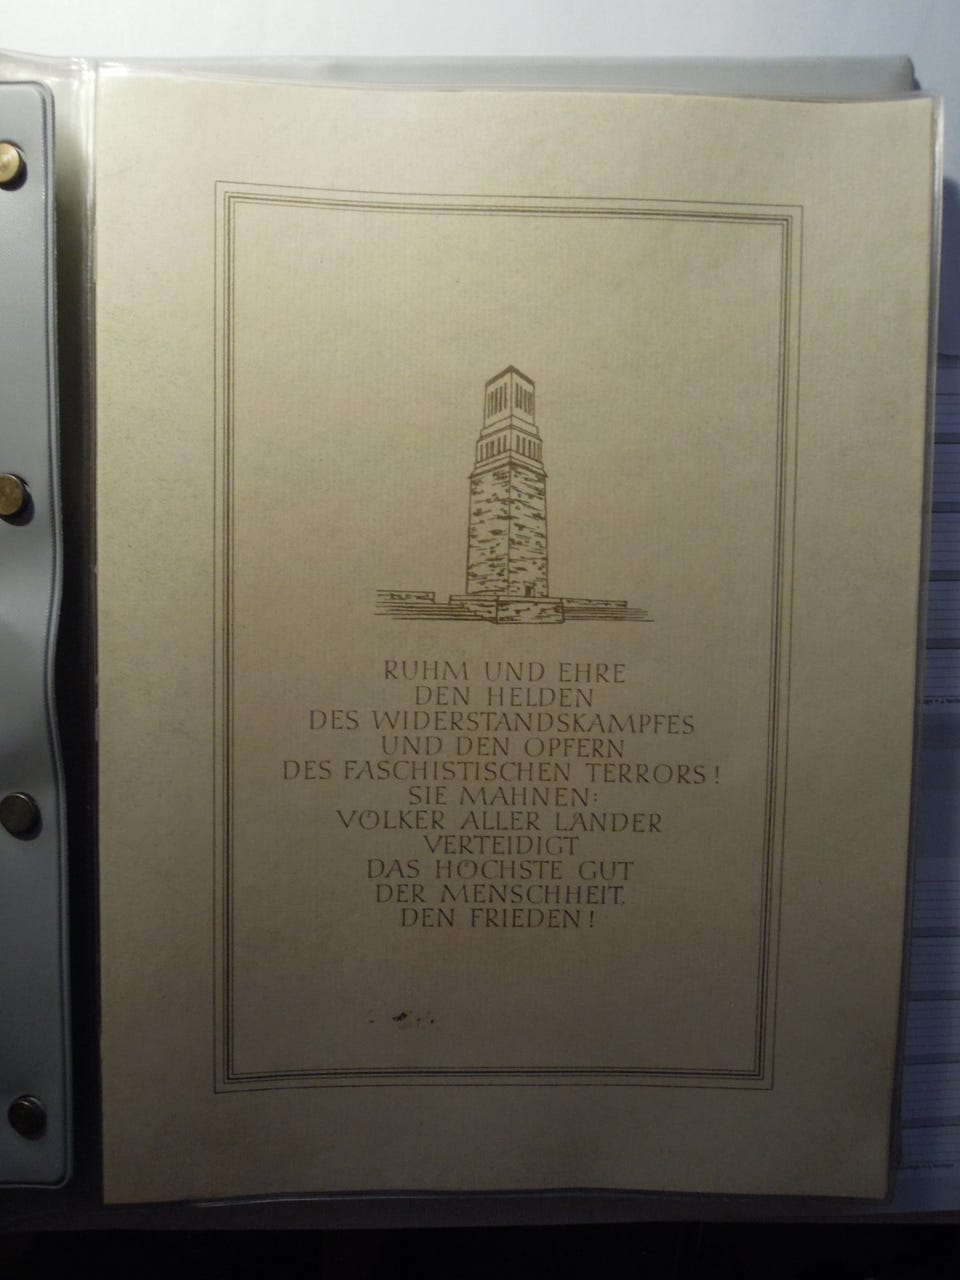 RUHM UND EHRE
DEN HELDEN
DES WIDERSTANDSKAMPFES
UND DEN OPFERN
DES FASCHISTISCHEN TERRORS!
SIE MAHNEN:
VÖLKER ALLER LÄNDER
VERTEIDIGT
DAS HÖCHSTE GUT
DER MENSCHHEIT,
DEN FRIEDEN!